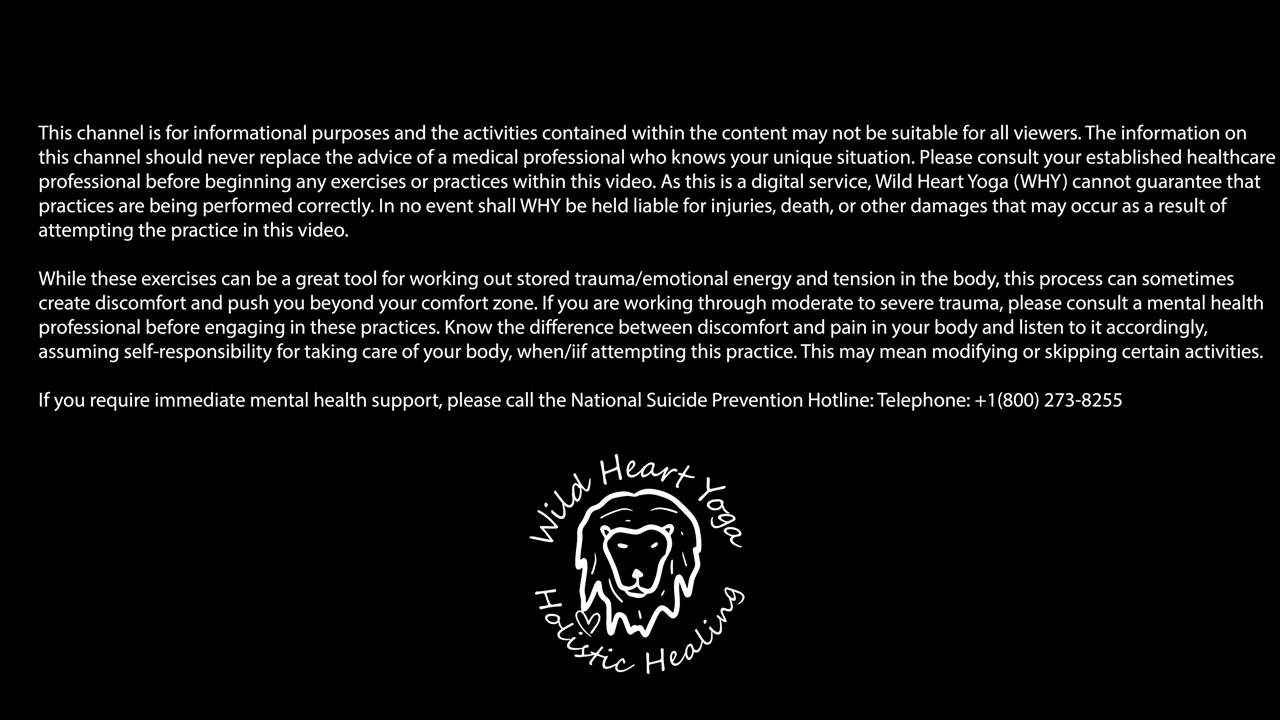 This channel is for informational purposes and the activities contained within the content may not be suitable for all viewers. The information on
this channel should never replace the advice of a medical professional who knows your unique situation. Please consult your established healthcare
professional before beginning any exercises or practices within this video. As this is a digital service, Wild Heart Yoga (WHY) cannot guarantee that
practices are being performed correctly. In no event shall WHY be held liable for injuries, death, or other damages that may occur as a result of
attempting the practice in this video.
While these exercises can be a great tool for working out stored trauma/emotional energy and tension in the body, this process can sometimes
create discomfort and push you beyond your comfort zone. If you are working through moderate to severe trauma, please consult a mental health
professional before engaging in these practices. Know the difference between discomfort and pain in your body and listen to it accordingly,
assuming self-responsibility for taking care of your body, when/iif attempting this practice. This may mean modifying or skipping certain activities.
If you require immediate mental health support, please call the National Suicide Prevention Hotline: Telephone: +1(800) 273-8255
Wild Heart Yoga
Holistic Healing